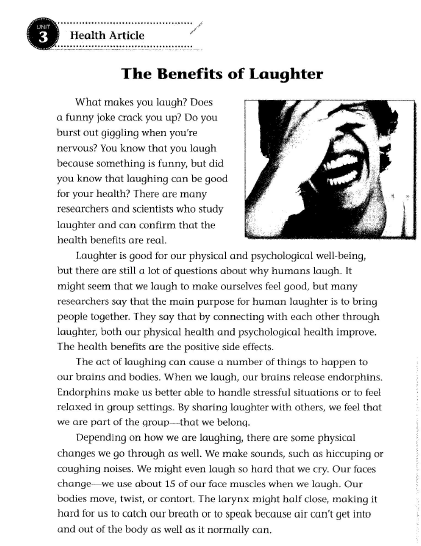 UNIT
3
Health Article
The Benefits of Laughter
What makes you laugh? Does
a funny joke crack you up? Do you
burst out giggling when you're
nervous? You know that you laugh
because something is funny, but did
you know that laughing can be good
for your health? There are many
researchers and scientists who study
laughter and can confirm that the
health benefits are real.
Laughter is good for our physical and psychological well-being,
but there are still a lot of questions about why humans laugh. It
might seem that we laugh to make ourselves feel good, but many
researchers say that the main purpose for human laughter is to bring
people together. They say that by connecting with each other through
laughter, both our physical health and psychological health improve.
The health benefits are the positive side effects.
The act of laughing can cause a number of things to happen to
our brains and bodies. When we laugh, our brains release endorphins.
Endorphins make us better able to handle stressful situations or to feel
relaxed in group settings. By sharing laughter with others, we feel that
we are part of the group—that we belong.
Depending on how we are laughing, there are some physical
changes we go through as well. We make sounds, such as hiccuping or
coughing noises. We might even laugh so hard that we cry. Our faces
change—we use about 15 of our face muscles when we laugh. Our
bodies move, twist, or contort. The larynx might half close, making it
hard for us to catch our breath or to speak because air can't get into
and out of the body as well as it normally can.